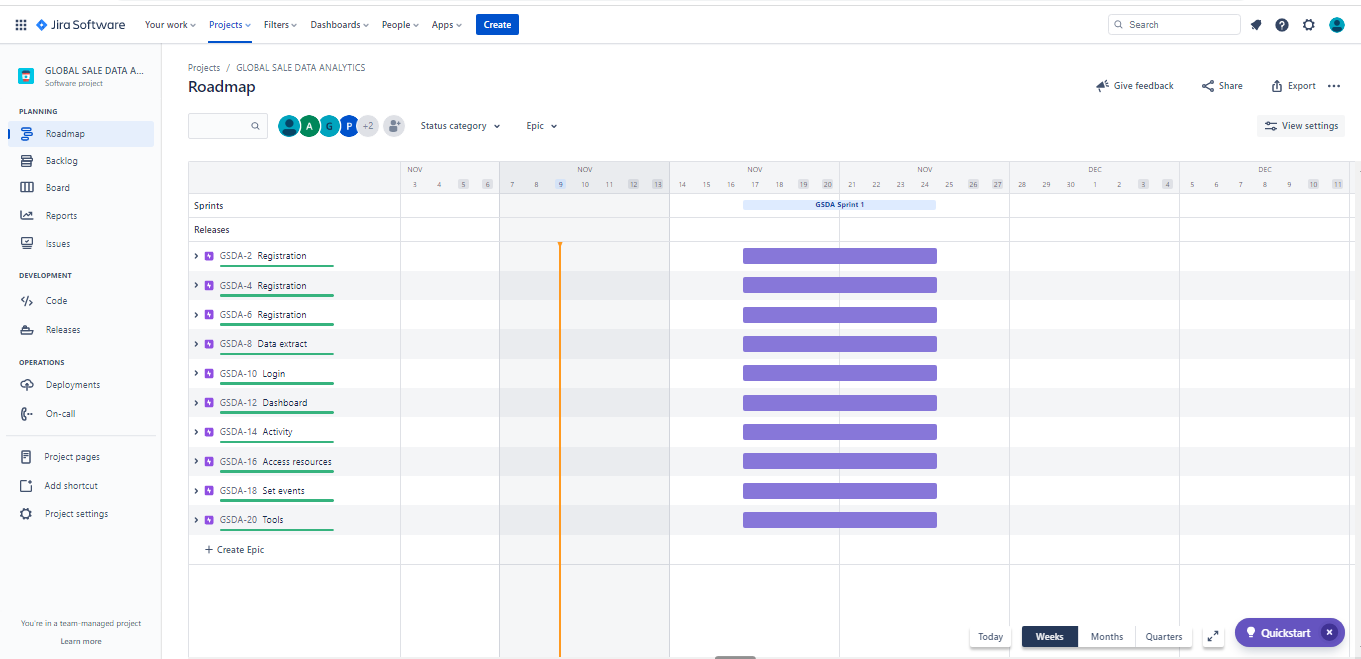 Jira Software Your work Projects Filters Dashboards People Apps Create Search
GLOBAL SALE DATA A...
Software project
PLANNING
Roadmap
Backlog
Board
Reports
Issues
DEVELOPMENT
Code
Releases
OPERATIONS
Deployments
On-call
Project pages
Add shortcut
Project settings
You're in a team-managed project
Learn more
Projects / GLOBAL SALE DATA ANALYTICS
Roadmap
Give feedback Share Export
A G P +2 Status category Epic View settings
NOV NOV NOV NOV DEC DEC
3 4 5 6 7 8 9 10 11 12 13 14 15 16 17 18 19 20 21 22 23 24 25 26 27 28 29 30 1 2 3 4 5 6 7 8 9 10 11
Sprints GSDA Sprint 1
Releases
GSDA-2 Registration
GSDA-4 Registration
GSDA-6 Registration
GSDA-8 Data extract
GSDA-10 Login
GSDA-12 Dashboard
GSDA-14 Activity
GSDA-16 Access resources
GSDA-18 Set events
GSDA-20 Tools
+ Create Epic
Today Weeks Months Quarters Quickstart